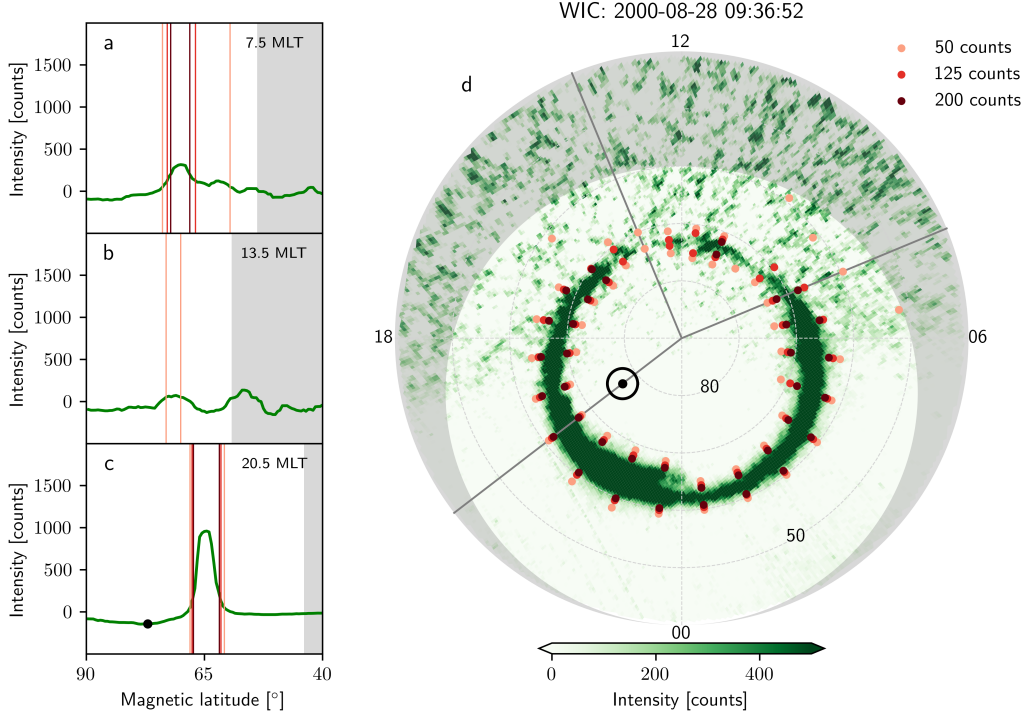 WIC: 2000-08-28 09:36:52
a
7.5 MLT
1500
1000
500
0
Intensity [counts]
b
13.5 MLT
1500
1000
500
0
Intensity [counts]
c
20.5 MLT
1500
1000
500
0
Intensity [counts]
90
65
40
Magnetic latitude [°]
d
12
18
06
00
80
50
50 counts
125 counts
200 counts
0
200
400
Intensity [counts]